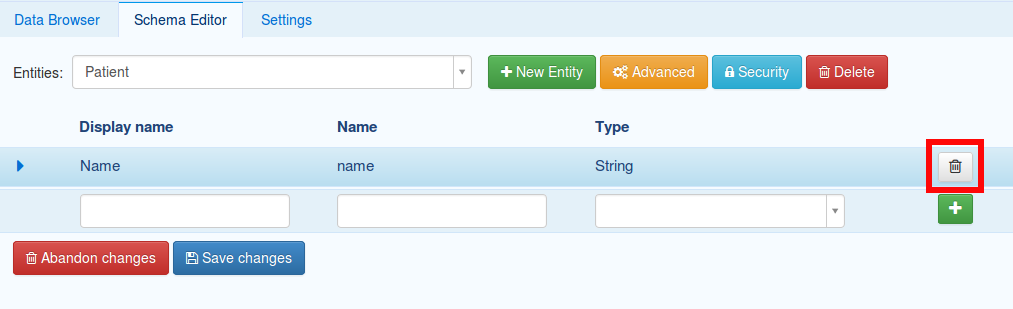 Data Browser Schema Editor Settings
Entities: Patient New Entity Advanced Security Delete
Display name Name Type
Name name String
Abandon changes Save changes